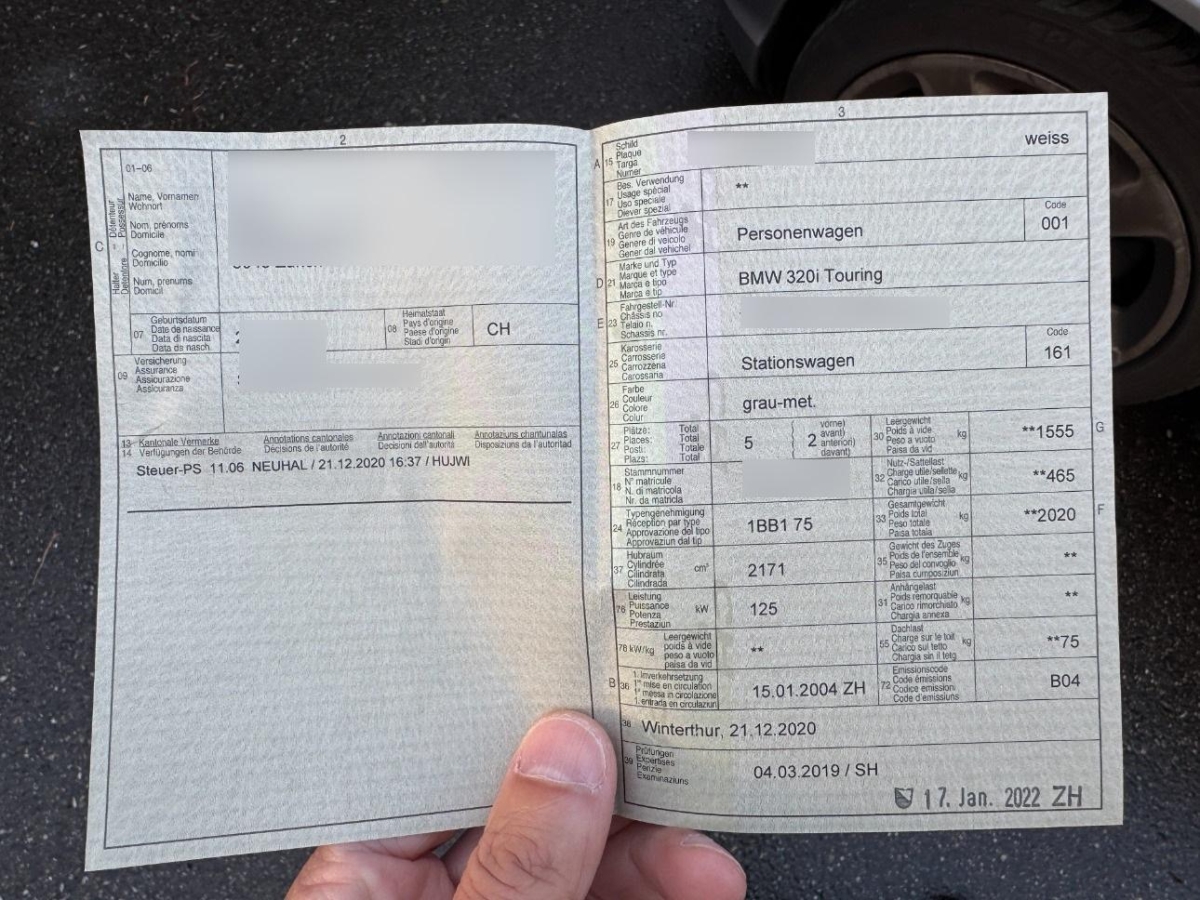 2
01-06
C
Halter Détenteur
Detentore Possessur
Name, Vornamen
Wohnort
Nom, prénoms
Domicile
Cognome, nomi
Domicilio
Num, prenums
Domicil
07
Geburtsdatum
Date de naissance
Data di nascita
Data da nasch.
08
Heimatstaat
Pays d'origine
Paese d'origine
Stadi d'origin
CH
09
Versicherung
Assurance
Assicurazione
Assicuranza
13 Kantonale Vermerke Annotations cantonales Annotazioni cantonali Annotaziuns chantunalas
14 Verfügungen der Behörde Décisions de l'autorité Decisioni dell'autorità Disposiziuns da l'autoritad
Steuer-PS 11.06 NEUHAL / 21.12.2020 16:37 / HUJWI
3
A 15
Schild
Plaque
Targa
Numer
weiss
17
Bes. Verwendung
Usage spécial
Uso speciale
Diever spezial
**
19
Art des Fahrzeugs
Genre de véhicule
Genere di veicolo
Gener dal vehichel
Personenwagen
Code
001
D 21
Marke und Typ
Marque et type
Marca e tipo
Marca e tip
BMW 320i Touring
E 23
Fahrgestell-Nr.
Châssis no
Telaio n.
Schassis nr.
25
Karosserie
Carrosserie
Carrozzeria
Carossaria
Stationswagen
Code
161
26
Farbe
Couleur
Colore
Colur
grau-met.
27
Plätze: Total
Places: Total
Posti: Totale
Plazs: Total
5
2
vorne)
avant)
anteriori)
davant)
30
Leergewicht
Poids à vide
Peso a vuoto
Paisa da vid
kg
**1555
G
18
Stammnummer
N° matricule
N. di matricola
Nr. da matricla
32
Nutz-/Sattellast
Charge utile/sellette
Carico utile/sella
Chargia utila/sella
kg
**465
24
Typengenehmigung
Réception par type
Approvazione del tipo
Approvaziun dal tip
1BB1 75
33
Gesamtgewicht
Poids total
Peso totale
Paisa totala
kg
**2020
F
37
Hubraum
Cylindrée
Cilindrata
Cilindrada
cm³
2171
35
Gewicht des Zuges
Poids de l'ensemble
Peso del convoglio
Paisa cumposiziun
kg
**
76
Leistung
Puissance
Potenza
Prestaziun
kW
125
31
Anhängelast
Poids remorquable
Carico rimorchiato
Chargia annexa
kg
**
78 kW/kg
Leergewicht
poids à vide
peso a vuoto
paisa da vid
**
55
Dachlast
Charge sur le toit
Carico sul tetto
Chargia sin il tetg
kg
**75
B 36
1. Inverkehrsetzung
1re mise en circulation
1a messa in circolazione
1. entrada en circulaziun
15.01.2004 ZH
72
Emissionscode
Code émissions
Codice emissioni
Code d'emissiuns
B04
38
Winterthur, 21.12.2020
39
Prüfungen
Expertises
Perizie
Examinaziuns
04.03.2019 / SH
17. Jan. 2022 ZH